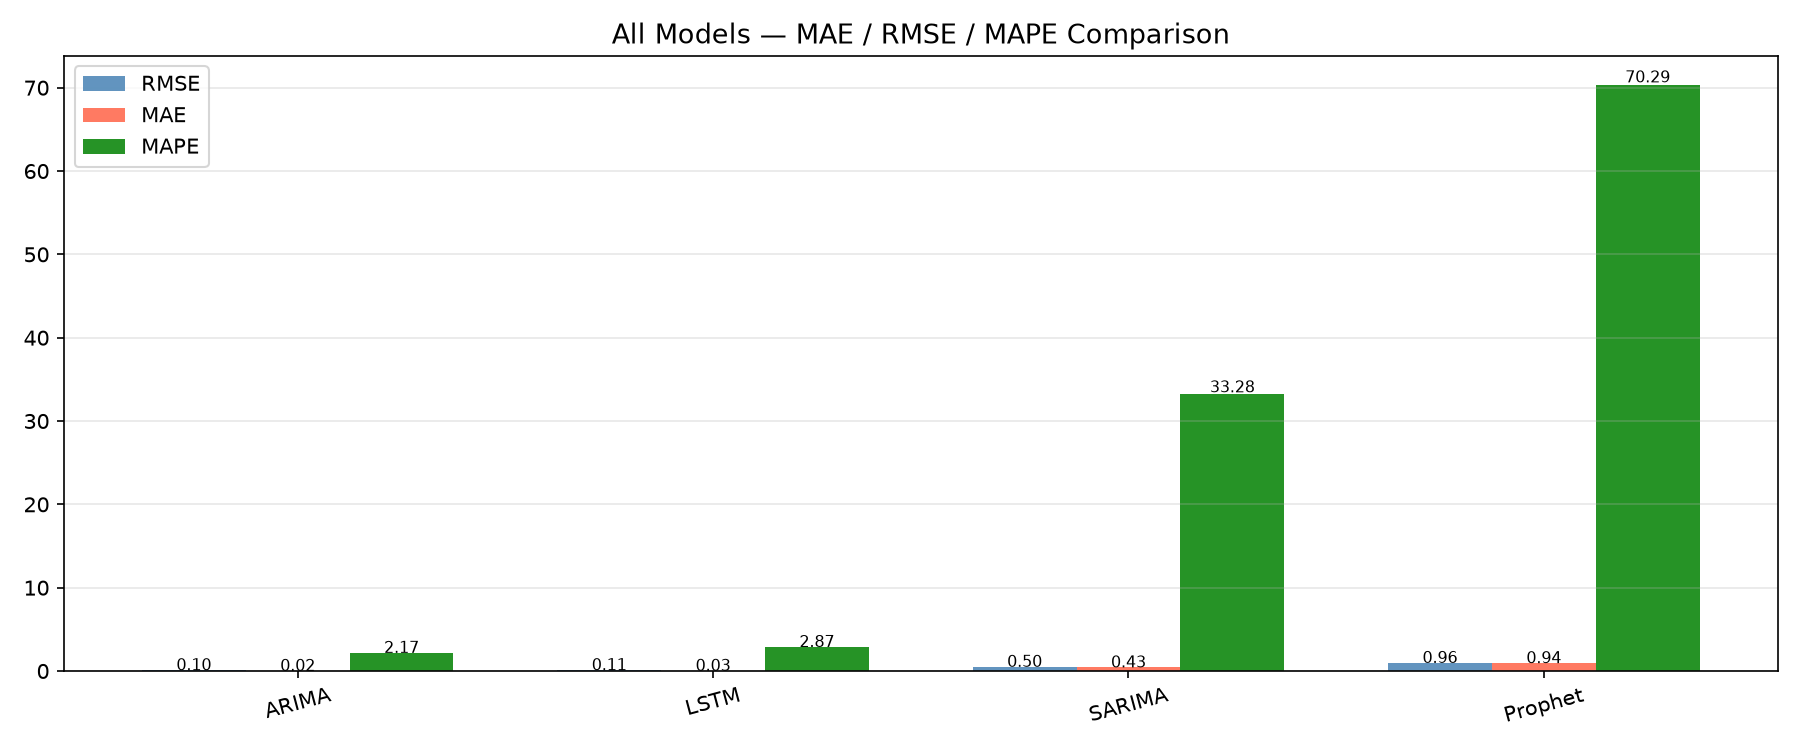 All Models — MAE / RMSE / MAPE Comparison
RMSE
MAE
MAPE
70
60
50
40
30
20
10
0
0.10
0.02
2.17
0.11
0.03
2.87
0.50
0.43
33.28
0.96
0.94
70.29
ARIMA
LSTM
SARIMA
Prophet